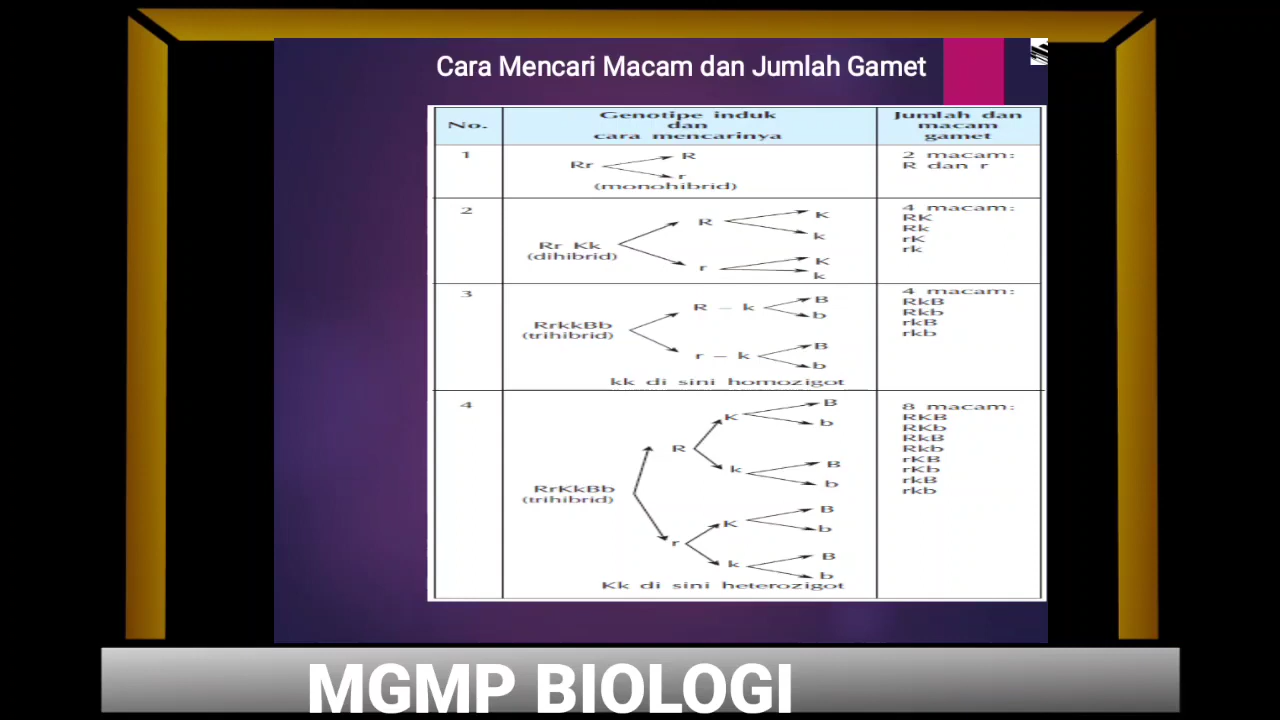 Cara Mencari Macam dan Jumlah Gamet
No.
Genotipe induk
dan
cara mencarinya
Jumlah dan
macam
gamet
1
Rr
R
r
(monohibrid)
2 macam:
R dan r
2
Rr Kk
(dihibrid)
R
K
k
r
K
k
4 macam:
RK
Rk
rK
rk
3
RrkkBb
(trihibrid)
R – k
B
b
r – k
B
b
kk di sini homozigot
4 macam:
RkB
Rkb
rkB
rkb
4
RrKkBb
(trihibrid)
R
K
B
b
k
B
b
r
K
B
b
k
B
b
Kk di sini heterozigot
8 macam:
RKB
RKb
RkB
Rkb
rKB
rKb
rkB
rkb
MGMP BIOLOGI